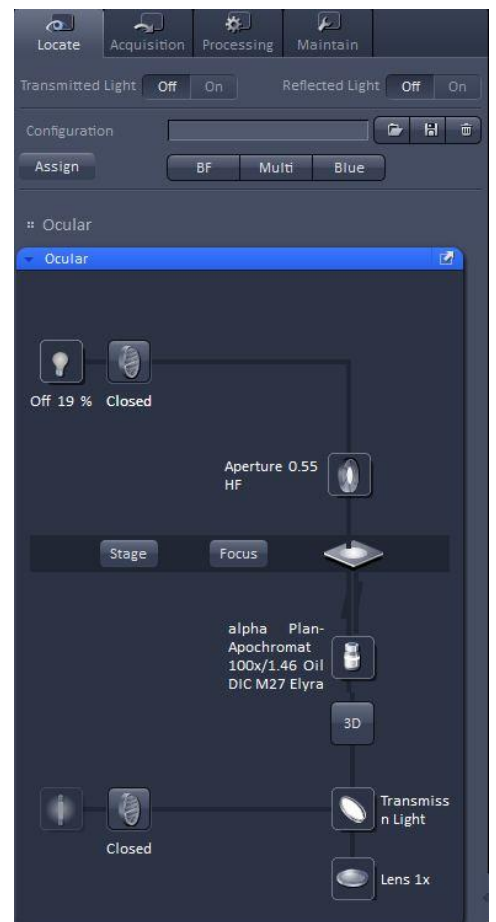 Locate Acquisition Processing Maintain
Transmitted Light Off On Reflected Light Off On
Configuration
Assign BF Multi Blue
Ocular
Ocular
Off 19 % Closed
Aperture 0.55
HF
Stage Focus
alpha Plan-
Apochromat
100x/1.46 Oil
DIC M27 Elyra
3D
Transmiss
n Light
Closed
Lens 1x